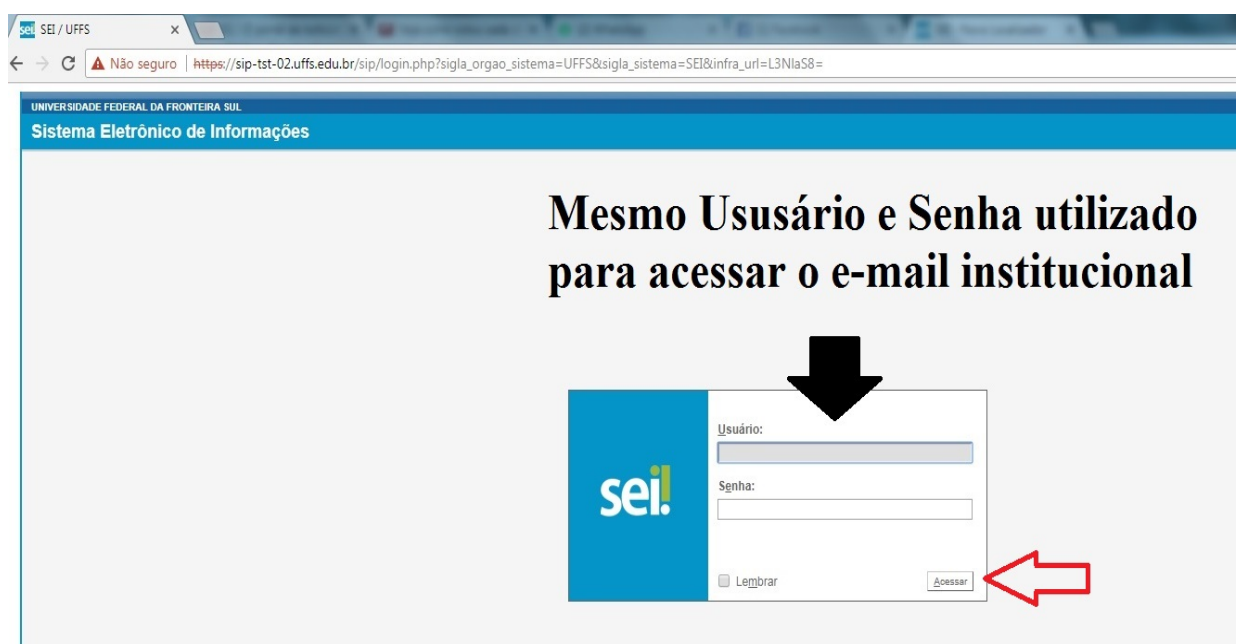 sei! SEI / UFFS
Não seguro https://sip-tst-02.uffs.edu.br/sip/login.php?sigla_orgao_sistema=UFFS&sigla_sistema=SEI&infra_url=L3NlaS8=
UNIVERSIDADE FEDERAL DA FRONTEIRA SUL
Sistema Eletrônico de Informações
Mesmo Ususário e Senha utilizado
para acessar o e-mail institucional
Usuário:
sei!
Senha:
Lembrar
Acessar